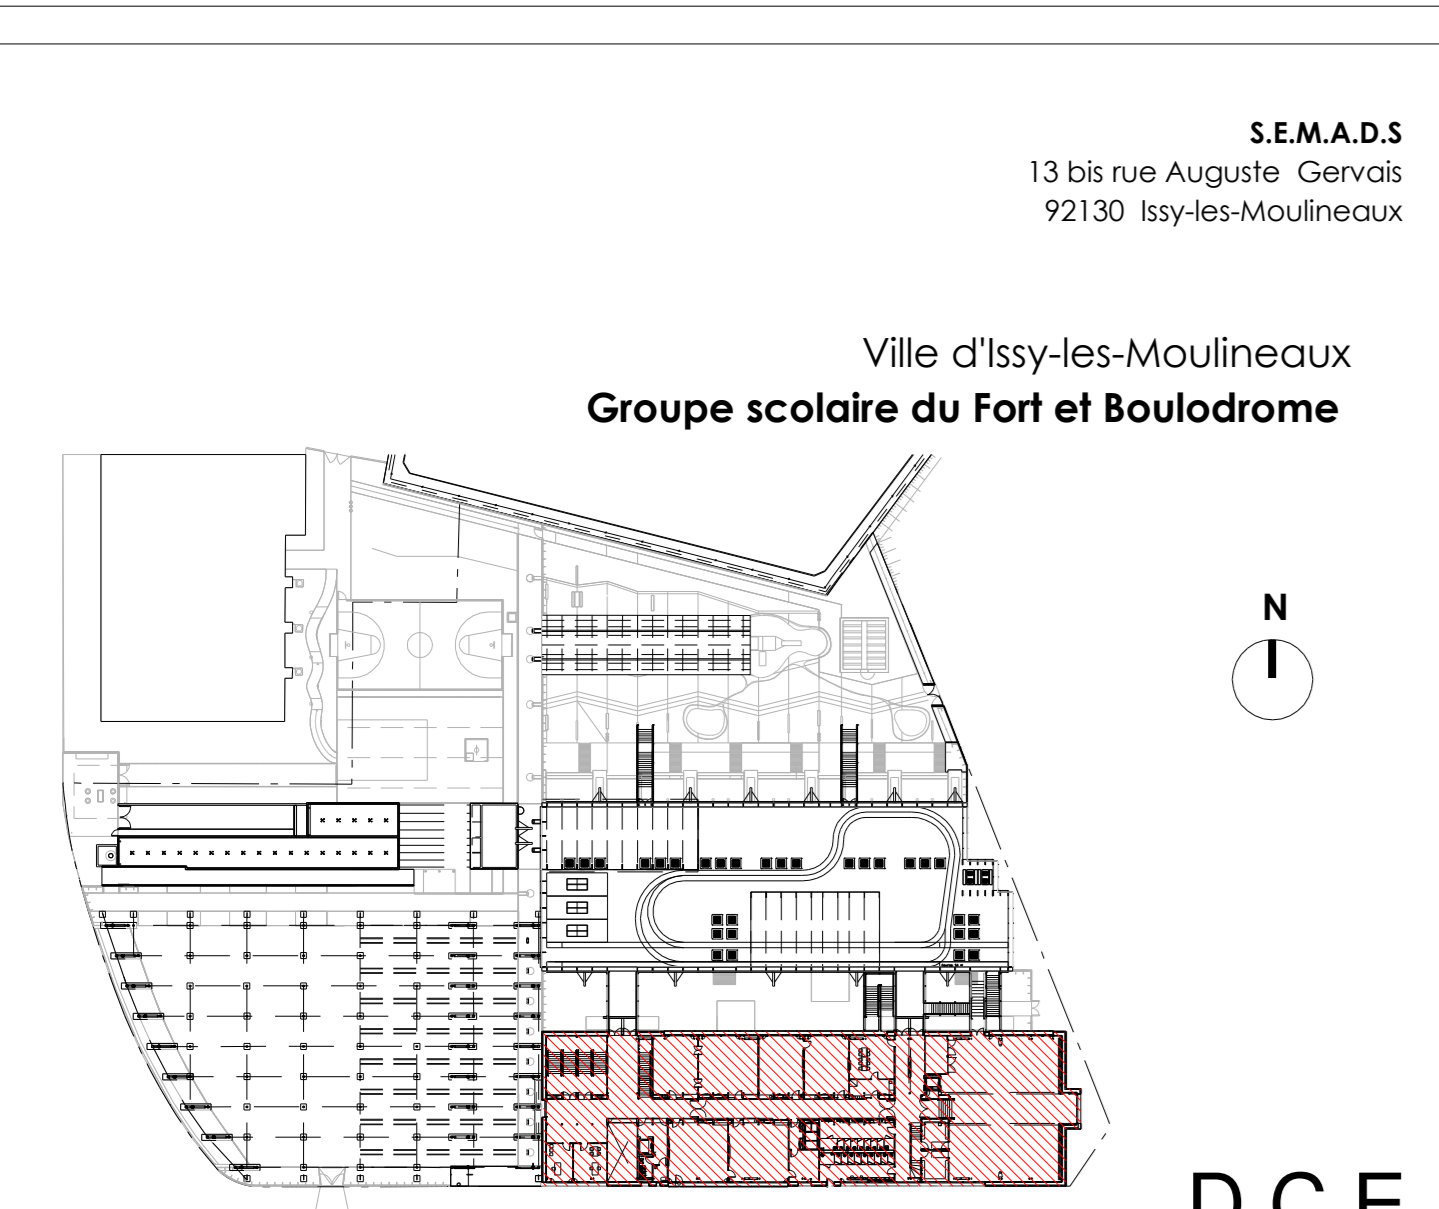 S.E.M.A.D.S
13 bis rue Auguste Gervais
92130 Issy-les-Moulineaux
Ville d'Issy-les-Moulineaux
Groupe scolaire du Fort et Boulodrome
N
D C E